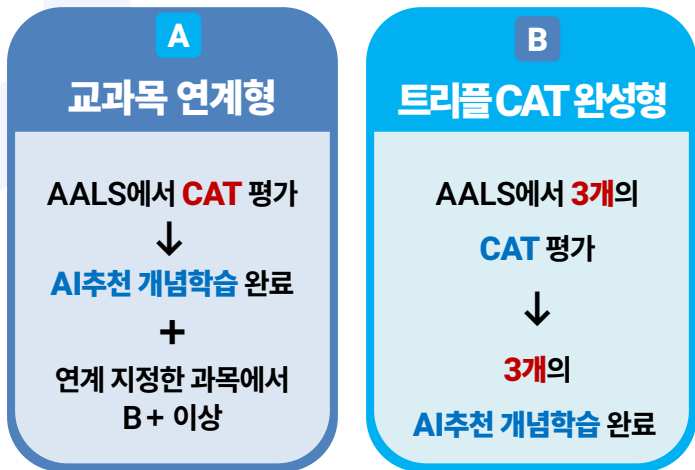 A
교과목 연계형
AALS에서 CAT 평가
↓
AI추천 개념학습 완료
+
연계 지정한 과목에서
B+ 이상
B
트리플 CAT 완성형
AALS에서 3개의
CAT 평가
↓
3개의
AI추천 개념학습 완료